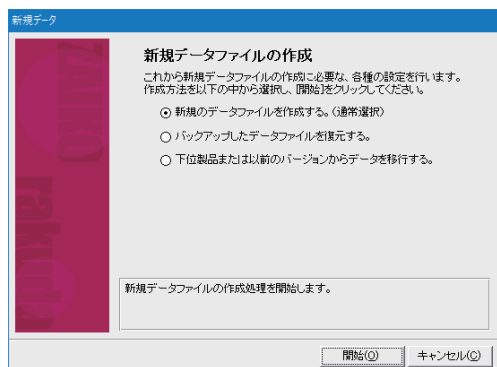 新規データ
ZAIKO
rakuda
新規データファイルの作成
これから新規データファイルの作成に必要な、各種の設定を行います。
作成方法を以下の中から選択し、[開始]をクリックしてください。
新規のデータファイルを作成する。(通常選択)
バックアップしたデータファイルを復元する。
下位製品または以前のバージョンからデータを移行する。
新規データファイルの作成処理を開始します。
開始(O)
キャンセル(C)